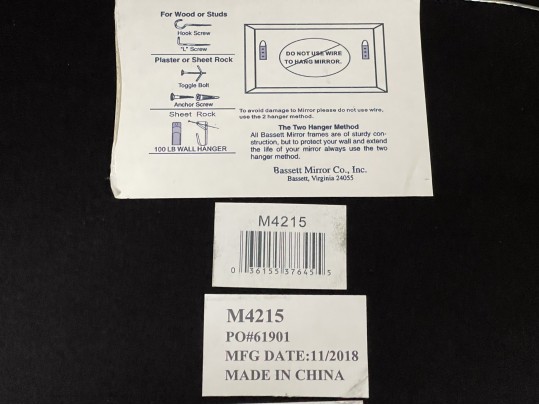 For Wood or Studs
Hook Screw
"L" Screw
Plaster or Sheet Rock
Toggle Bolt
Anchor Screw
Sheet Rock
100 LB WALL HANGER
DO NOT USE WIRE
TO HANG MIRROR.
To avoid damage to Mirror please do not use wire,
use the 2 hanger method.
The Two Hanger Method
All Bassett Mirror frames are of sturdy con-
struction, but to protect your wall and extend
the life of your mirror always use the two
hanger method.
Bassett Mirror Co., Inc.
Bassett, Virginia 24055
M4215
0 36155 37645 5
M4215
PO#61901
MFG DATE:11/2018
MADE IN CHINA